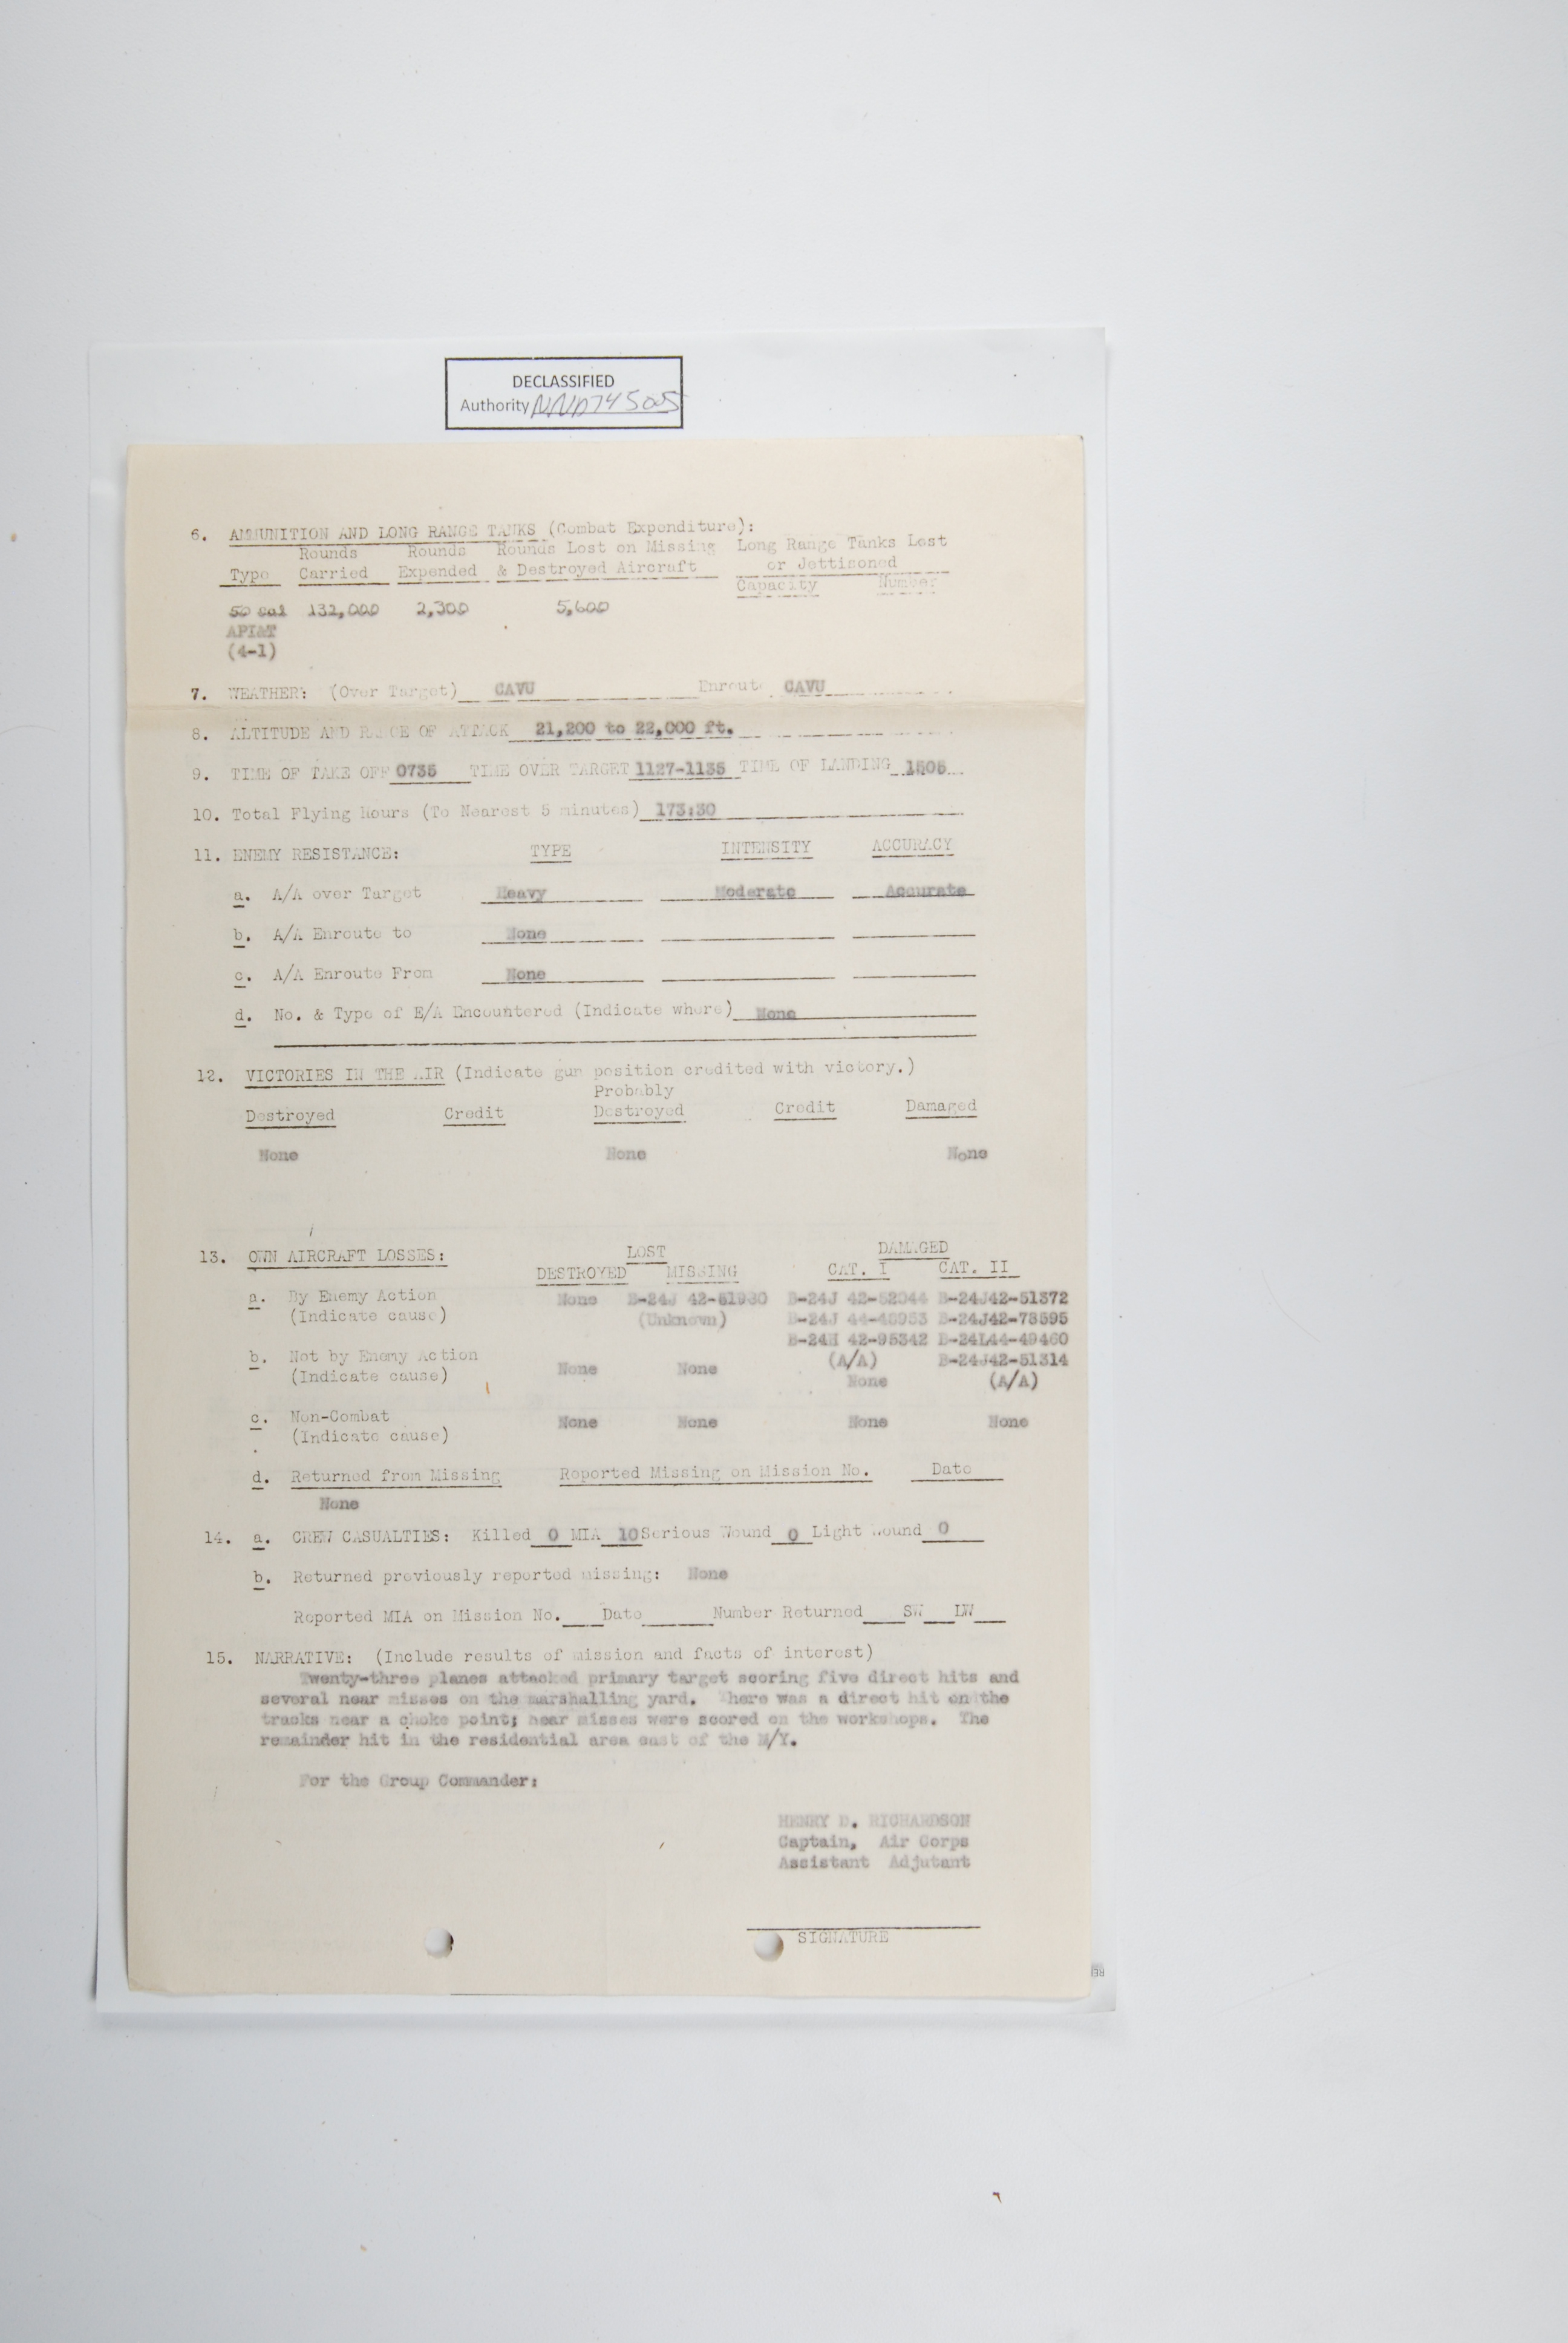 DECLASSIFIED
Authority NND745005
6. AMMUNITION AND LONG RANGE TANKS (Combat Expenditure):
Rounds Rounds Rounds Lost on Missing Long Range Tanks Lost
Type Carried Expended & Destroyed Aircraft or Jettisoned
Capacity Number
50 cal 132,000 2,300 5,600
API&T
(4-1)
7. WEATHER: (Over Target) CAVU Enroute CAVU
8. ALTITUDE AND RANGE OF ATTACK 21,200 to 22,000 ft.
9. TIME OF TAKE OFF 0735 TIME OVER TARGET 1127-1135 TIME OF LANDING 1505
10. Total Flying Hours (To Nearest 5 minutes) 173:30
11. ENEMY RESISTANCE: TYPE INTENSITY ACCURACY
a. A/A over Target Heavy Moderate Accurate
b. A/A Enroute to None
c. A/A Enroute From None
d. No. & Type of E/A Encountered (Indicate where) None
12. VICTORIES IN THE AIR (Indicate gun position credited with victory.)
Probably
Destroyed Credit Destroyed Credit Damaged
None None None
13. OWN AIRCRAFT LOSSES: LOST DAMAGED
DESTROYED MISSING CAT. I CAT. II
a. By Enemy Action None B-24J 42-51930 B-24J 42-52044 B-24J42-51372
(Indicate cause) (Unknown) B-24J 44-48953 B-24J42-78595
B-24H 42-95342 B-24L44-49460
b. Not by Enemy Action None None (A/A) B-24J42-51314
(Indicate cause) None (A/A)
c. Non-Combat None None None None
(Indicate cause)
d. Returned from Missing Reported Missing on Mission No. Date
None
14. a. CREW CASUALTIES: Killed 0 MIA 10 Serious Wound 0 Light Wound 0
b. Returned previously reported missing: None
Reported MIA on Mission No. Date Number Returned SW LW
15. NARRATIVE: (Include results of mission and facts of interest)
Twenty-three planes attacked primary target scoring five direct hits and
several near misses on the marshalling yard. There was a direct hit on the
tracks near a choke point; near misses were scored on the workshops. The
remainder hit in the residential area east of the M/Y.
For the Group Commander:
HENRY D. RICHARDSON
Captain, Air Corps
Assistant Adjutant
SIGNATURE